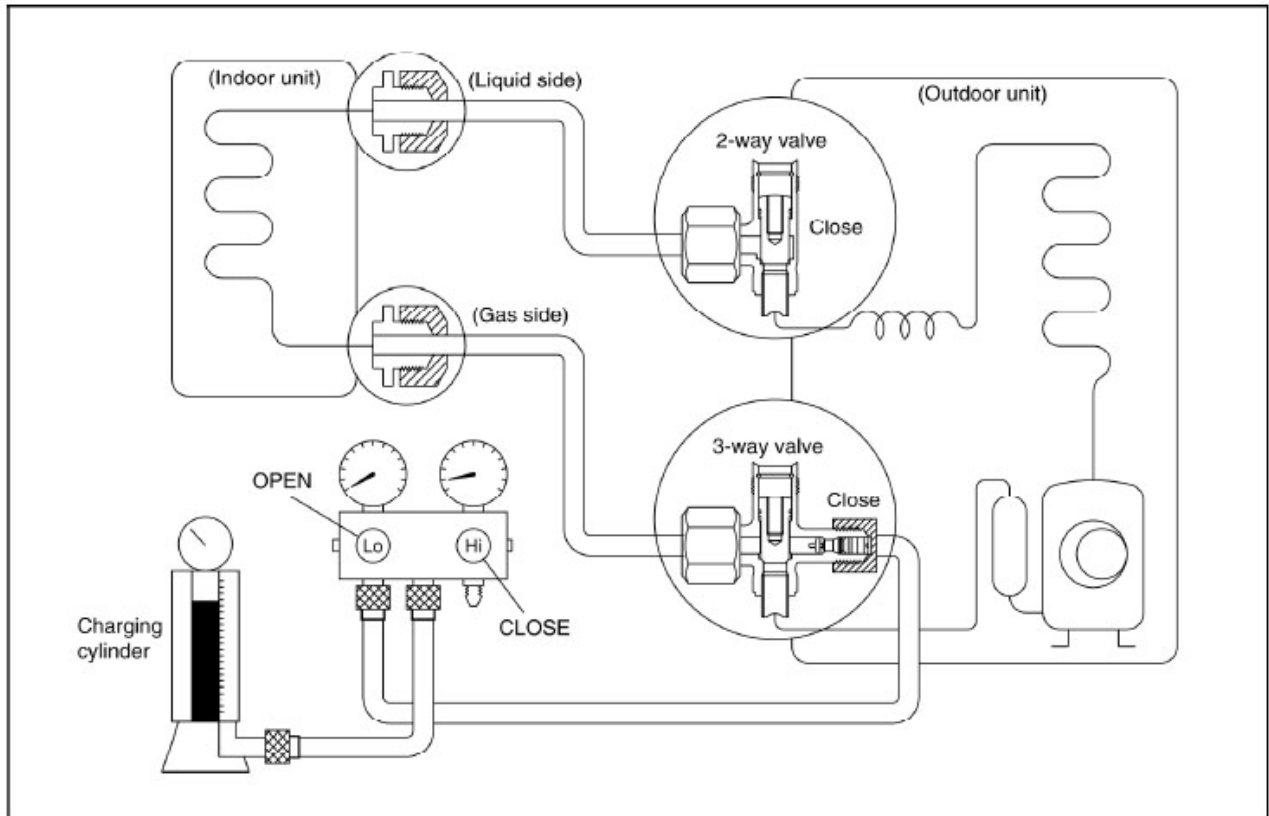 (Indoor unit)
(Liquid side)
(Outdoor unit)
2-way valve
Close
(Gas side)
3-way valve
Close
OPEN
Lo
Hi
CLOSE
Charging
cylinder